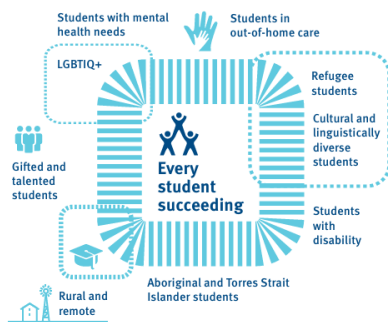 Students with mental
health needs
LGBTIQ+
Students in
out-of-home care
Refugee
students
Cultural and
linguistically
diverse
students
Gifted and
talented
students
Every
student
succeeding
Students
with
disability
Aboriginal and Torres Strait
Islander students
Rural and
remote